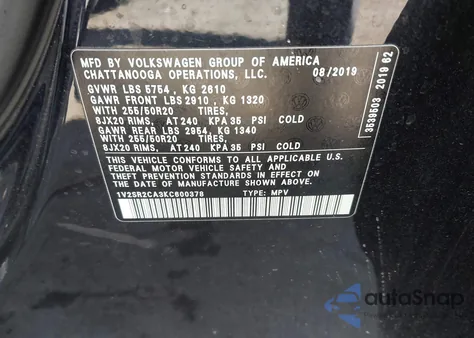 MFD BY VOLKSWAGEN GROUP OF AMERICA
CHATTANOOGA OPERATIONS, LLC. 08/2019
GVWR LBS 5754 , KG 2610
GAWR FRONT LBS 2910 , KG 1320
WITH 255/50R20 TIRES,
8JX20 RIMS, AT 240 KPA 35 PSI COLD
GAWR REAR LBS 2954, KG 1340
WITH 255/50R20 TIRES,
8JX20 RIMS, AT 240 KPA 35 PSI COLD
THIS VEHICLE CONFORMS TO ALL APPLICABLE U.S.
FEDERAL MOTOR VEHICLE SAFETY AND
THEFT PREVENTION STANDARDS IN EFFECT ON
THE DATE OF MANUFACTURE SHOWN ABOVE.
1V2SR2CA3KC600378 TYPE: MPV
3539503 2019 62
autoSnap